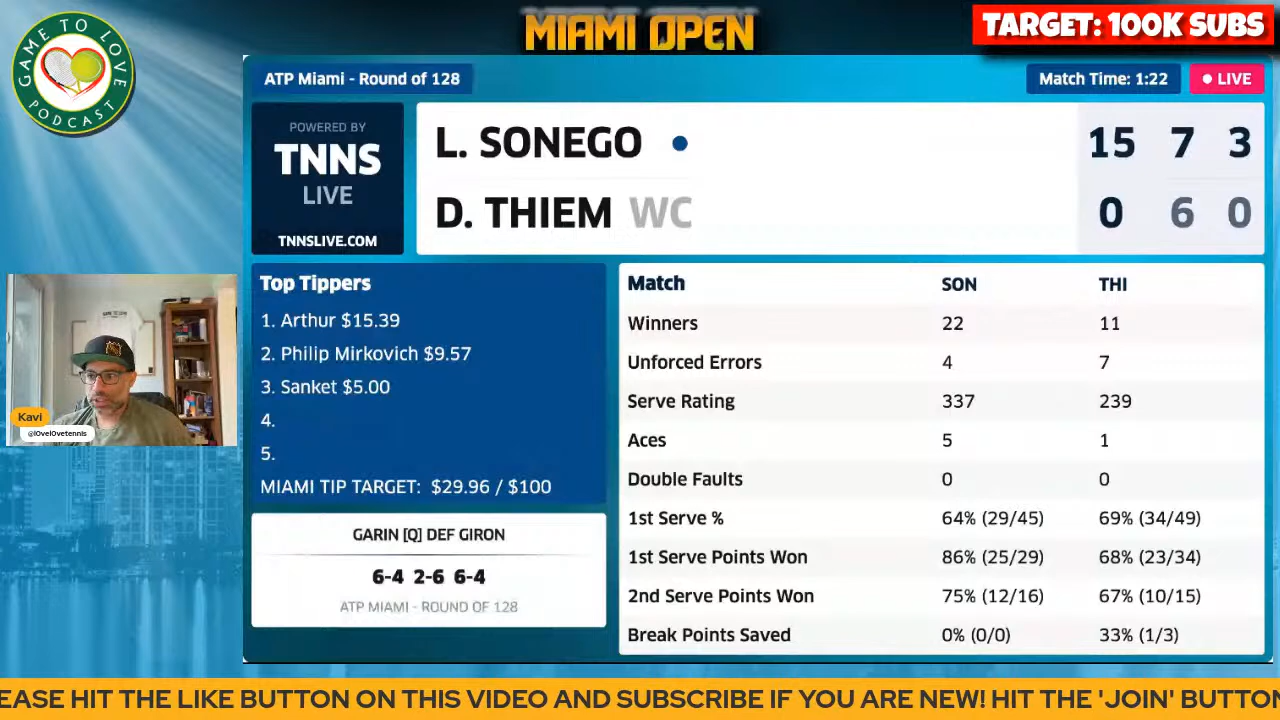 GAME TO LOVE
PODCAST
MIAMI OPEN
TARGET: 100K SUBS
ATP Miami - Round of 128
Match Time: 1:22
LIVE
POWERED BY
TNNS
LIVE
TNNSLIVE.COM
L. SONEGO 15 7 3
D. THIEM WC 0 6 0
Top Tippers
1. Arthur $15.39
2. Philip Mirkovich $9.57
3. Sanket $5.00
4.
5.
MIAMI TIP TARGET: $29.96 / $100
GARIN [Q] DEF GIRON
6-4 2-6 6-4
ATP MIAMI - ROUND OF 128
Match SON THI
Winners 22 11
Unforced Errors 4 7
Serve Rating 337 239
Aces 5 1
Double Faults 0 0
1st Serve % 64% (29/45) 69% (34/49)
1st Serve Points Won 86% (25/29) 68% (23/34)
2nd Serve Points Won 75% (12/16) 67% (10/15)
Break Points Saved 0% (0/0) 33% (1/3)
Kavi
@l0vel0vetennis
EASE HIT THE LIKE BUTTON ON THIS VIDEO AND SUBSCRIBE IF YOU ARE NEW! HIT THE 'JOIN' BUTTON